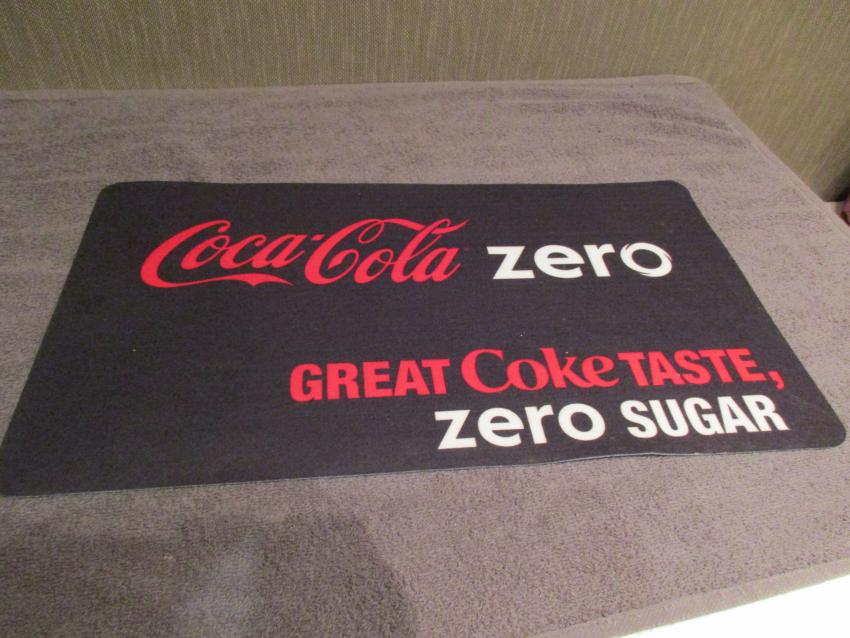 Coca-Cola zero
GREAT Coke TASTE,
zero SUGAR